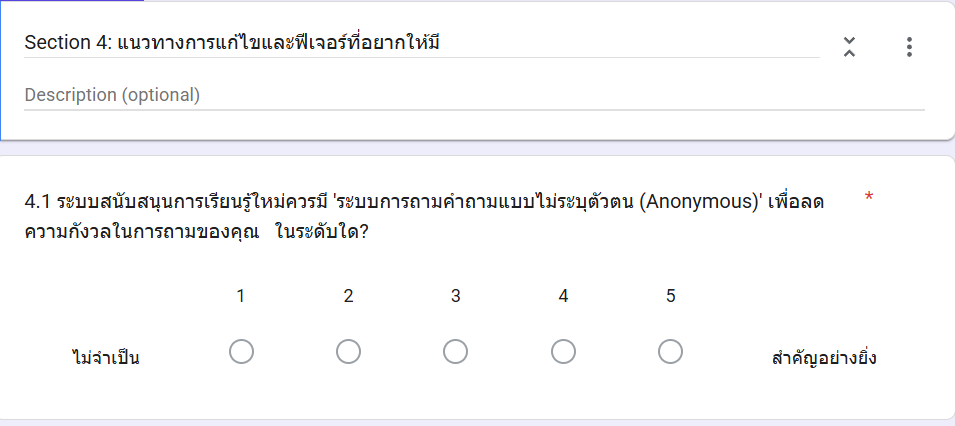 Section 4: แนวทางการแก้ไขและฟีเจอร์ที่อยากให้มี
Description (optional)
4.1 ระบบสนับสนุนการเรียนรู้ใหม่ควรมี 'ระบบการถามคำถามแบบไม่ระบุตัวตน (Anonymous)' เพื่อลด *
ความกังวลในการถามของคุณ ในระดับใด?
1 2 3 4 5
ไม่จำเป็น สำคัญอย่างยิ่ง